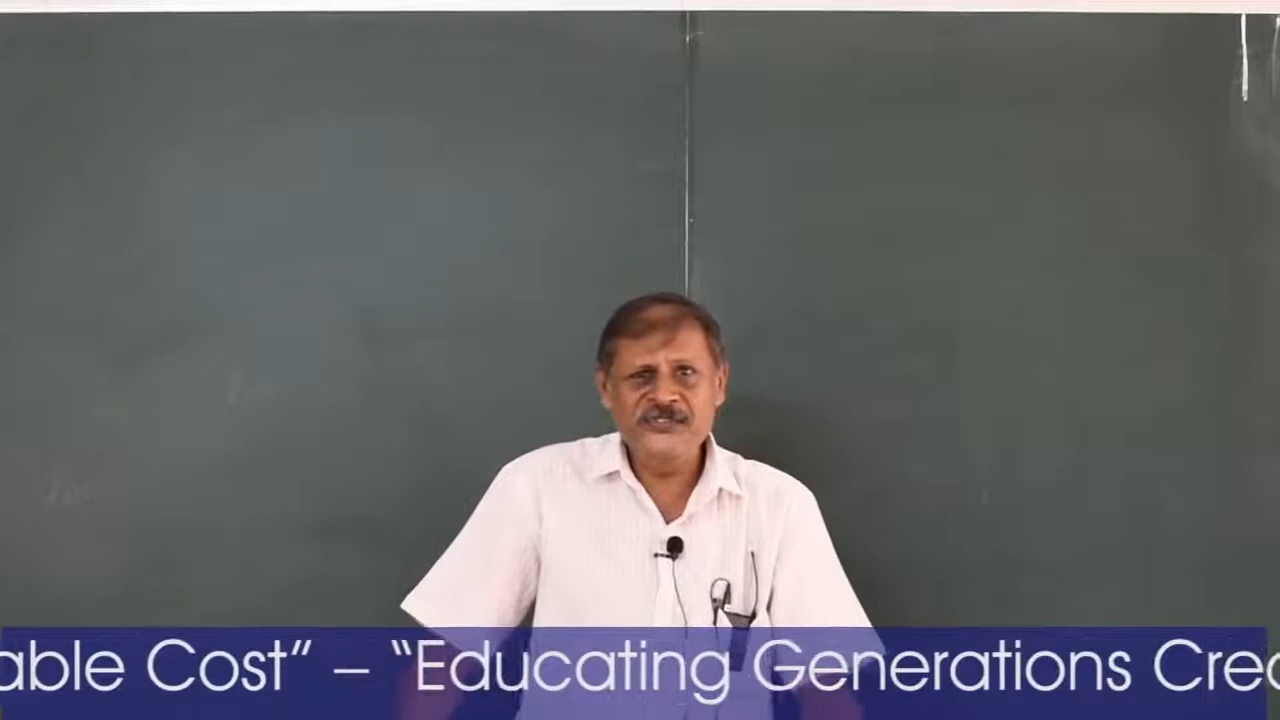 able Cost” – “Educating Generations Crea